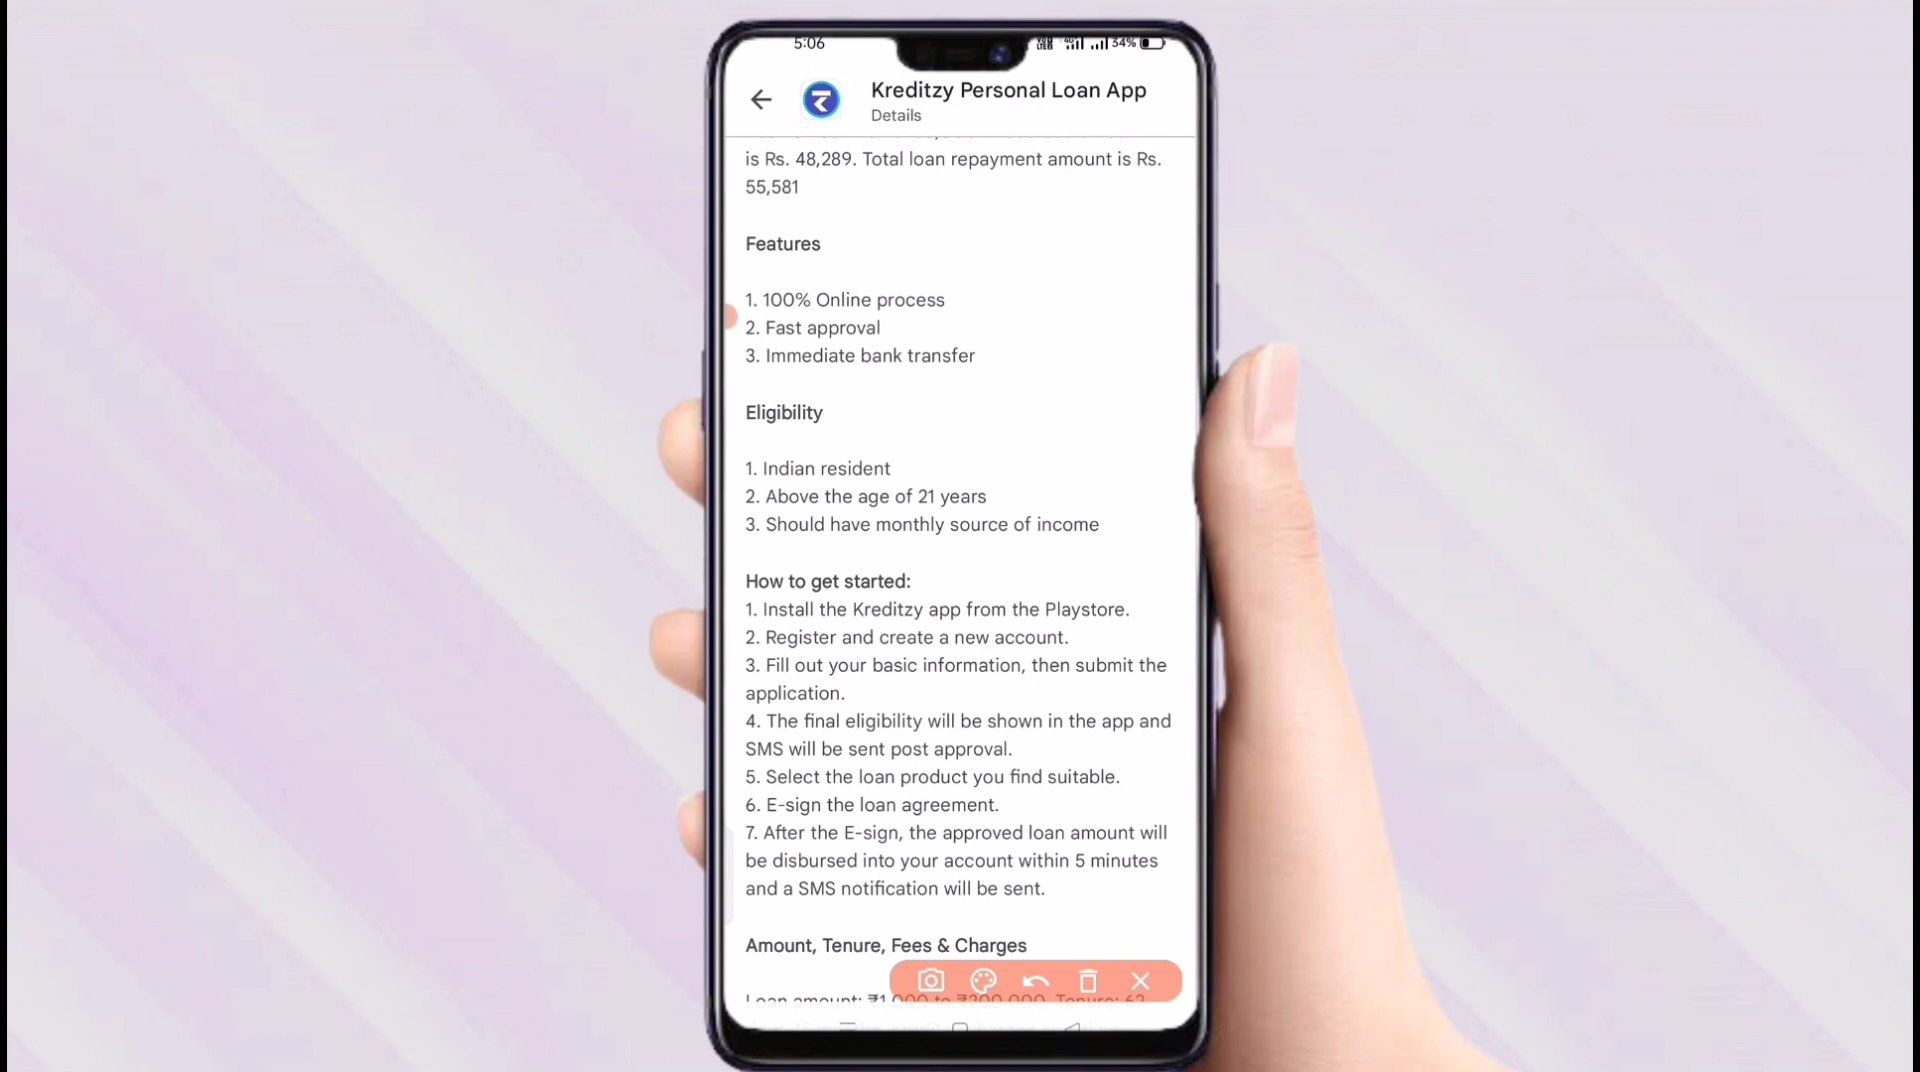 5:06
34%
Kreditzy Personal Loan App
Details
is Rs. 48,289. Total loan repayment amount is Rs.
55,581
Features
1. 100% Online process
2. Fast approval
3. Immediate bank transfer
Eligibility
1. Indian resident
2. Above the age of 21 years
3. Should have monthly source of income
How to get started:
1. Install the Kreditzy app from the Playstore.
2. Register and create a new account.
3. Fill out your basic information, then submit the
application.
4. The final eligibility will be shown in the app and
SMS will be sent post approval.
5. Select the loan product you find suitable.
6. E-sign the loan agreement.
7. After the E-sign, the approved loan amount will
be disbursed into your account within 5 minutes
and a SMS notification will be sent.
Amount, Tenure, Fees & Charges
Loan amount: ₹1,000 to ₹200,000, Tenure: 62